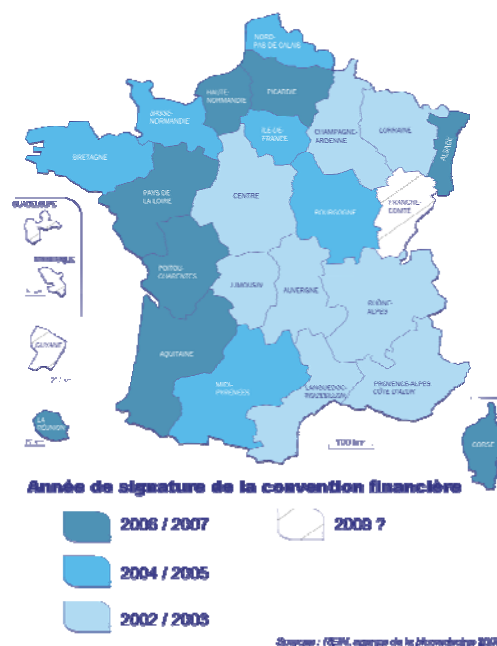 NORD-
PAS DE CALAIS
HAUTE-
NORMANDIE
PICARDIE
BASSE-
NORMANDIE
ÎLE-DE-
FRANCE
CHAMPAGNE-
ARDENNE
LORRAINE
ALSACE
BRETAGNE
PAYS DE
LA LOIRE
CENTRE
BOURGOGNE
FRANCHE-
COMTÉ
GUADELOUPE
MARTINIQUE
POITOU-
CHARENTES
LIMOUSIN
AUVERGNE
RHÔNE-
ALPES
GUYANE
AQUITAINE
MIDI-
PYRÉNÉES
LANGUEDOC-
ROUSSILLON
PROVENCE-ALPES
CÔTE D'AZUR
LA
RÉUNION
100 km
CORSE
Année de signature de la convention financière
2006 / 2007
2009 ?
2004 / 2005
2002 / 2003
Sources : REIN, agence de la biomédecine